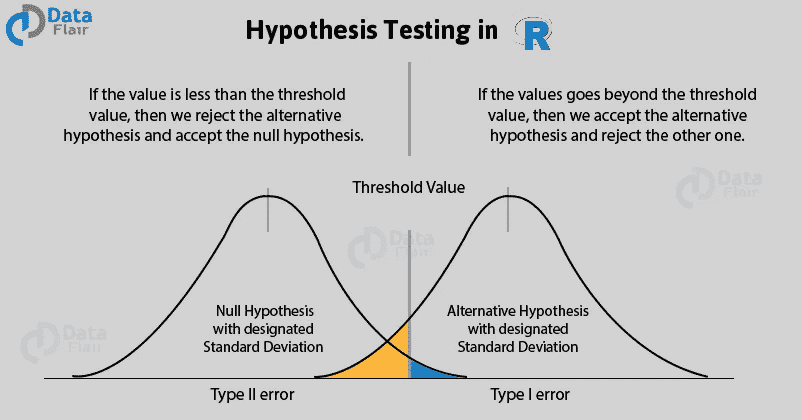 Data
Flair
Hypothesis Testing in R
If the value is less than the threshold
value, then we reject the alternative
hypothesis and accept the null hypothesis.
If the values goes beyond the threshold
value, then we accept the alternative
hypothesis and reject the other one.
Threshold Value
Data
Flair
Data
Flair
Null Hypothesis
with designated
Standard Deviation
Alternative Hypothesis
with designated
Standard Deviation
Data
Flair
Type II error
Type I error